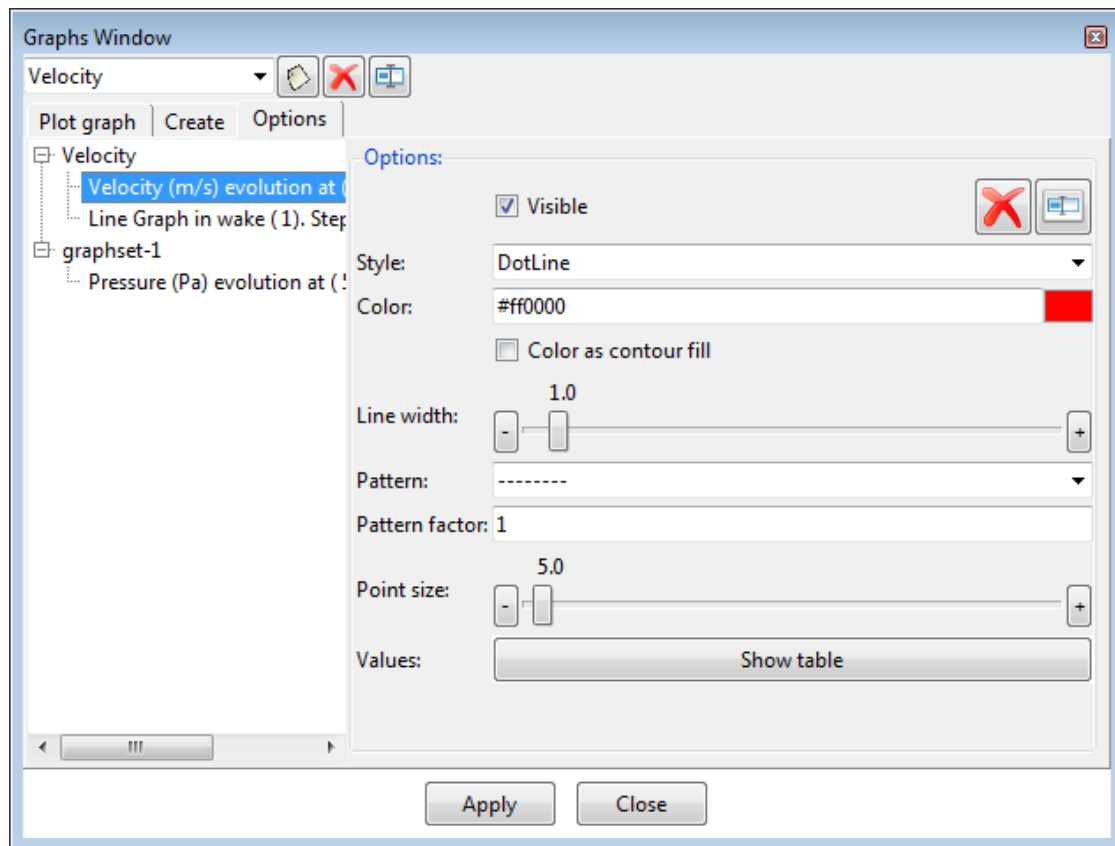 Graphs Window
Velocity
Plot graph Create Options
Velocity
Velocity (m/s) evolution at (
Line Graph in wake ( 1). Step
graphset-1
Pressure (Pa) evolution at (
Options:
Visible
Style: DotLine
Color: #ff0000
Color as contour fill
1.0
Line width: - +
Pattern: --------
Pattern factor: 1
5.0
Point size: - +
Values: Show table
Apply Close